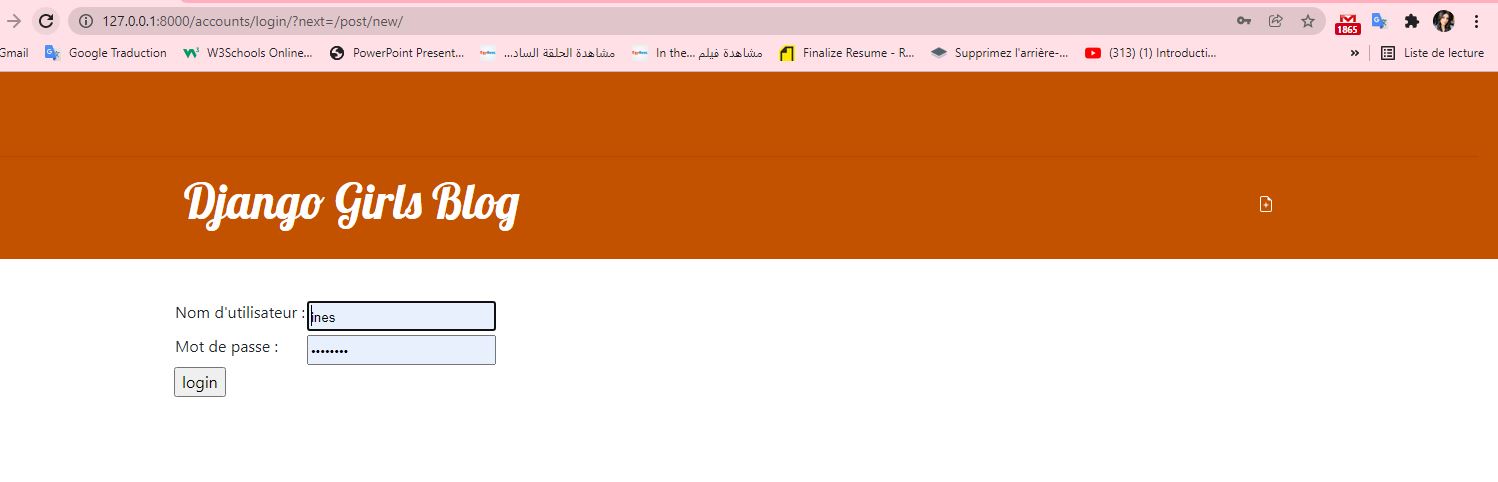 127.0.0.1:8000/accounts/login/?next=/post/new/
1865
Gmail
Google Traduction
W3Schools Online...
PowerPoint Present...
مشاهدة الحلقة الساد...
In the... مشاهدة فيلم
Finalize Resume - R...
Supprimez l'arrière-...
(313) (1) Introducti...
»
Liste de lecture
Django Girls Blog
Nom d'utilisateur : ines
Mot de passe : ••••••••
login